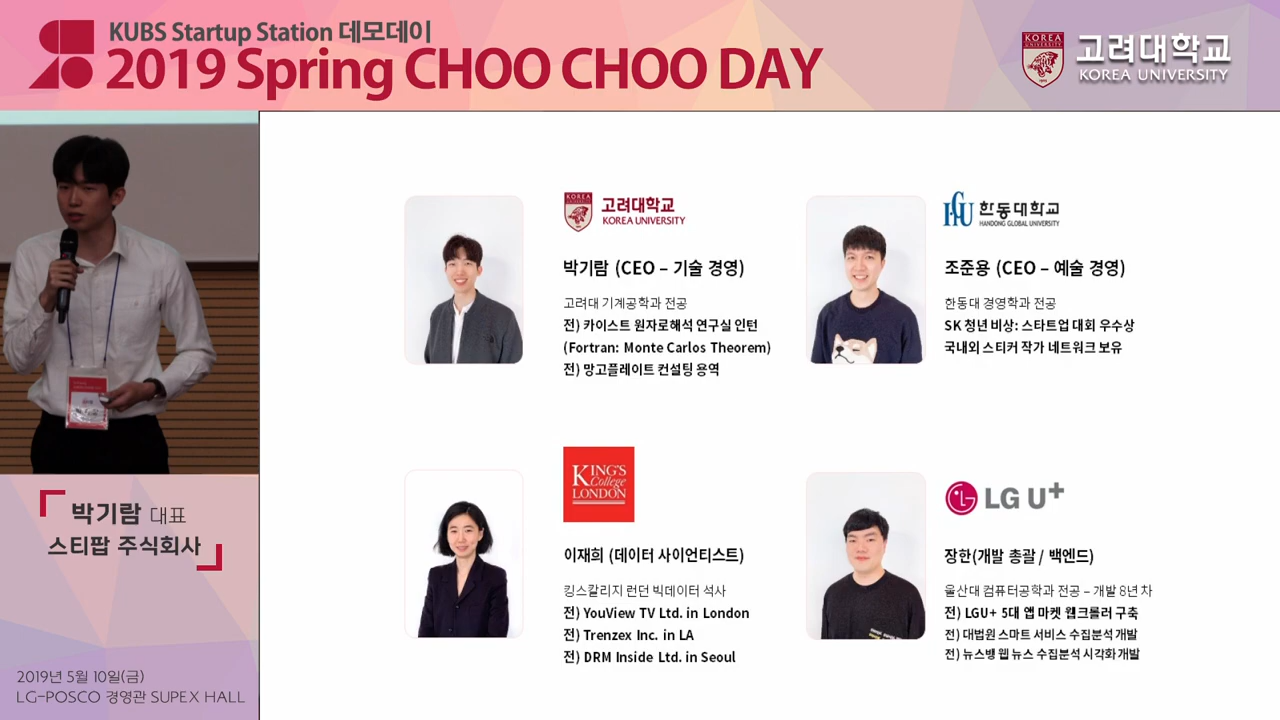 KUBS Startup Station 데모데이
2019 Spring CHOO CHOO DAY
KOREA
UNIVERSITY
고려대학교
KOREA UNIVERSITY
KOREA
UNIVERSITY
고려대학교
KOREA UNIVERSITY
박기람 (CEO – 기술 경영)
고려대 기계공학과 전공
전) 카이스트 원자로해석 연구실 인턴
(Fortran: Monte Carlos Theorem)
전) 망고플레이트 컨설팅 용역
한동대학교
HANDONG GLOBAL UNIVERSITY
조준용 (CEO – 예술 경영)
한동대 경영학과 전공
SK 청년 비상: 스타트업 대회 우수상
국내외 스티커 작가 네트워크 보유
KING'S
College
LONDON
이재희 (데이터 사이언티스트)
킹스칼리지 런던 빅데이터 석사
전) YouView TV Ltd. in London
전) Trenzex Inc. in LA
전) DRM Inside Ltd. in Seoul
LG U+
장한(개발 총괄 / 백엔드)
울산대 컴퓨터공학과 전공 – 개발 8년 차
전) LGU+ 5대 앱 마켓 웹크롤러 구축
전) 대법원 스마트 서비스 수집분석 개발
전) 뉴스뱅 웹 뉴스 수집분석 시각화 개발
박기람 대표
스티팝 주식회사
2019년 5월 10일(금)
LG-POSCO 경영관 SUPEX HALL